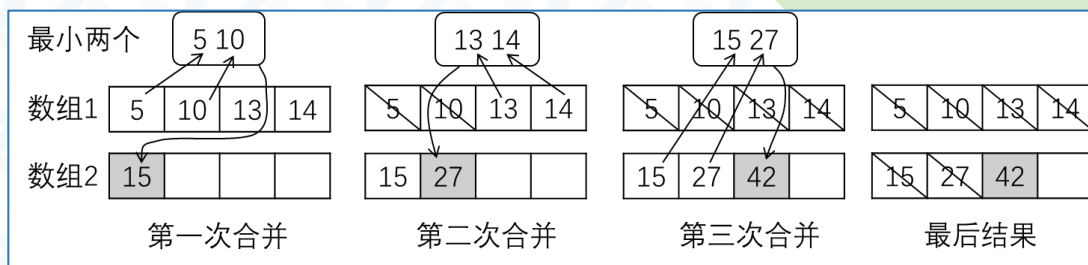 最小两个 5 10 13 14 15 27
数组1 5 10 13 14 5 10 13 14 5 10 13 14 5 10 13 14
数组2 15 15 27 15 27 42 15 27 42
第一次合并 第二次合并 第三次合并 最后结果